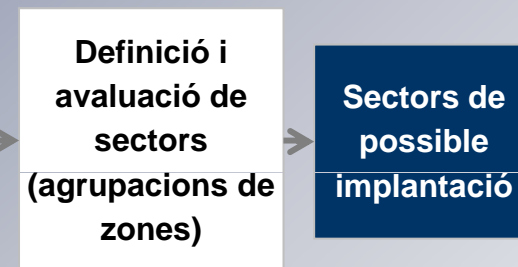 Definició i
avaluació de
sectors
(agrupacions de
zones)
Sectors de
possible
implantació